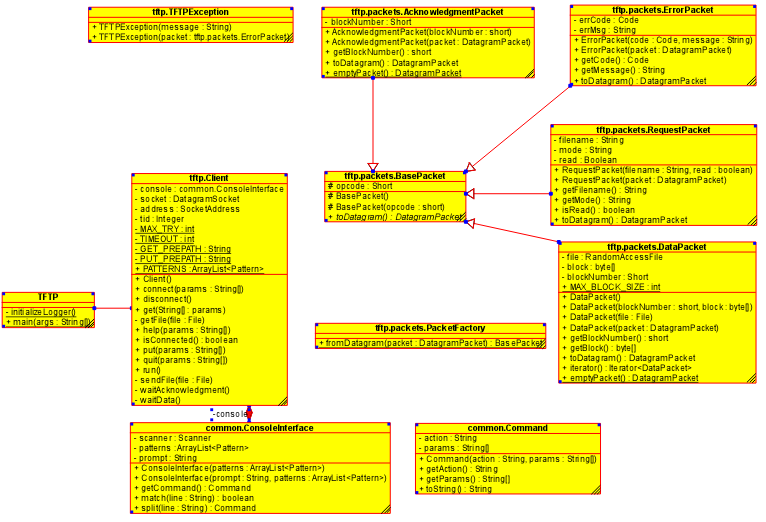 tftp.TFTPException
+ TFTPException(message : String)
+ TFTPException(packet : tftp.packets.ErrorPacket)
tftp.packets.AcknowledgmentPacket
- blockNumber : Short
+ AcknowledgmentPacket(blockNumber : short)
+ AcknowledgmentPacket(packet : DatagramPacket)
+ getBlockNumber() : short
+ toDatagram() : DatagramPacket
+ emptyPacket() : DatagramPacket
tftp.packets.ErrorPacket
- errCode : Code
- errMsg : String
+ ErrorPacket(code : Code, message : String)
+ ErrorPacket(packet : DatagramPacket)
+ getCode() : Code
+ getMessage() : String
+ toDatagram() : DatagramPacket
tftp.packets.RequestPacket
- filename : String
- mode : String
- read : Boolean
+ RequestPacket(filename : String, read : boolean)
+ RequestPacket(packet : DatagramPacket)
+ getFilename() : String
+ getMode() : String
+ isRead() : boolean
+ toDatagram() : DatagramPacket
tftp.packets.BasePacket
# opcode : Short
# BasePacket()
# BasePacket(opcode : short)
+ toDatagram() : DatagramPacket
tftp.Client
- console : common.ConsoleInterface
- socket : DatagramSocket
- address : SocketAddress
- tid : Integer
- MAX_TRY : int
- TIMEOUT : int
- GET_PREPATH : String
- PUT_PREPATH : String
+ PATTERNS : ArrayList<Pattern>
+ Client()
+ connect(params : String[])
+ disconnect()
+ get(String[] : params)
- getFile(file : File)
+ help(params : String[])
+ isConnected() : boolean
+ put(params : String[])
+ quit(params : String[])
+ run()
- sendFile(file : File)
- waitAcknowledgment()
- waitData()
tftp.packets.DataPacket
- file : RandomAccessFile
- block : byte[]
- blockNumber : Short
+ MAX_BLOCK_SIZE : int
+ DataPacket()
+ DataPacket(blockNumber : short, block : byte[])
+ DataPacket(file : File)
+ DataPacket(packet : DatagramPacket)
+ getBlockNumber() : short
+ getBlock() : byte[]
+ toDatagram() : DatagramPacket
+ iterator() : Iterator<DataPacket>
+ emptyPacket() : DatagramPacket
TFTP
- initializeLogger()
+ main(args : String[])
tftp.packets.PacketFactory
+ fromDatagram(packet : DatagramPacket) : BasePacket
-console
common.ConsoleInterface
- scanner : Scanner
- patterns : ArrayList<Pattern>
- prompt : String
+ ConsoleInterface(patterns : ArrayList<Pattern>)
+ ConsoleInterface(prompt : String, patterns : ArrayList<Pattern>)
+ getCommand() : Command
+ match(line : String) : boolean
+ split(line : String) : Command
common.Command
- action : String
- params : String[]
+ Command(action : String, params : String[])
+ getAction() : String
+ getParams() : String[]
+ toString() : String